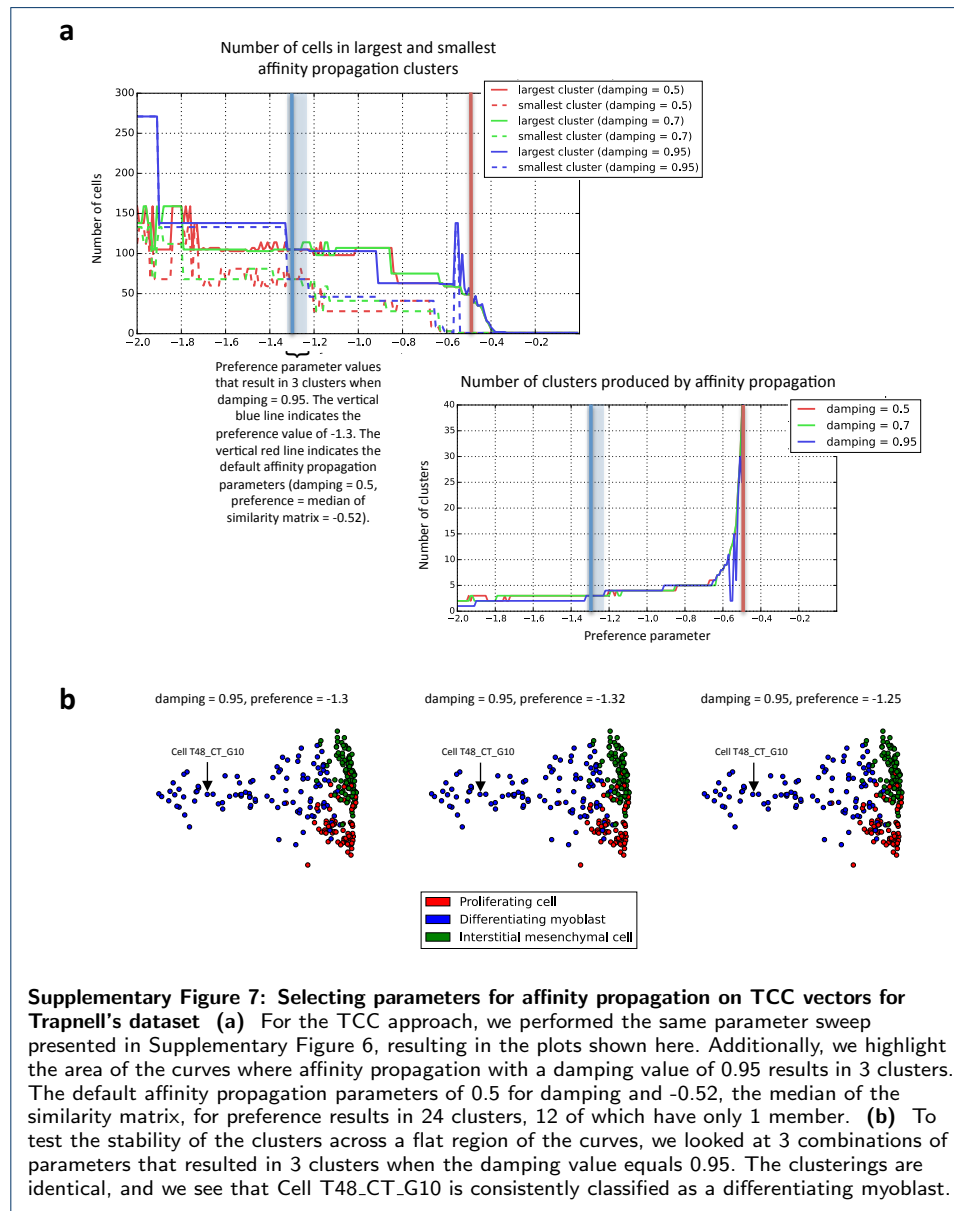 a
Number of cells in largest and smallest
affinity propagation clusters
300
250
200
150
100
50
0
Number of cells
−2.0 −1.8 −1.6 −1.4 −1.2 −1.0 −0.8 −0.6 −0.4 −0.2
largest cluster (damping = 0.5)
smallest cluster (damping = 0.5)
largest cluster (damping = 0.7)
smallest cluster (damping = 0.7)
largest cluster (damping = 0.95)
smallest cluster (damping = 0.95)
Preference parameter values
that result in 3 clusters when
damping = 0.95. The vertical
blue line indicates the
preference value of -1.3. The
vertical red line indicates the
default affinity propagation
parameters (damping = 0.5,
preference = median of
similarity matrix = -0.52).
Number of clusters produced by affinity propagation
40
35
30
25
20
15
10
5
0
Number of clusters
−2.0 −1.8 −1.6 −1.4 −1.2 −1.0 −0.8 −0.6 −0.4 −0.2
Preference parameter
damping = 0.5
damping = 0.7
damping = 0.95
b
damping = 0.95, preference = -1.3
damping = 0.95, preference = -1.32
damping = 0.95, preference = -1.25
Cell T48_CT_G10
Cell T48_CT_G10
Cell T48_CT_G10
Proliferating cell
Differentiating myoblast
Interstitial mesenchymal cell
Supplementary Figure 7: Selecting parameters for affinity propagation on TCC vectors for
Trapnell's dataset (a) For the TCC approach, we performed the same parameter sweep
presented in Supplementary Figure 6, resulting in the plots shown here. Additionally, we highlight
the area of the curves where affinity propagation with a damping value of 0.95 results in 3 clusters.
The default affinity propagation parameters of 0.5 for damping and -0.52, the median of the
similarity matrix, for preference results in 24 clusters, 12 of which have only 1 member. (b) To
test the stability of the clusters across a flat region of the curves, we looked at 3 combinations of
parameters that resulted in 3 clusters when the damping value equals 0.95. The clusterings are
identical, and we see that Cell T48_CT_G10 is consistently classified as a differentiating myoblast.